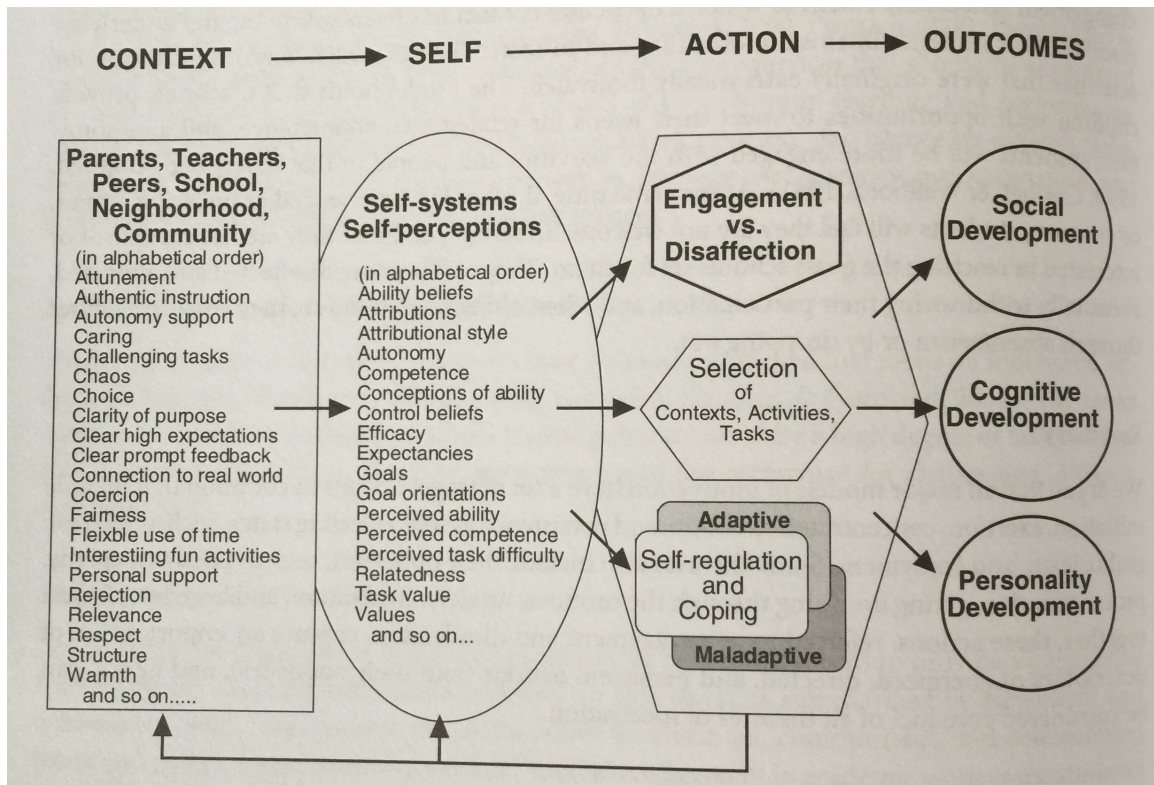 CONTEXT
SELF
ACTION
OUTCOMES
Parents, Teachers,
Peers, School,
Neighborhood,
Community
(in alphabetical order)
Attunement
Authentic instruction
Autonomy support
Caring
Challenging tasks
Chaos
Choice
Clarity of purpose
Clear high expectations
Clear prompt feedback
Connection to real world
Coercion
Fairness
Fleixble use of time
Interestiing fun activities
Personal support
Rejection
Relevance
Respect
Structure
Warmth
and so on.....
Self-systems
Self-perceptions
(in alphabetical order)
Ability beliefs
Attributions
Attributional style
Autonomy
Competence
Conceptions of ability
Control beliefs
Efficacy
Expectancies
Goals
Goal orientations
Perceived ability
Perceived competence
Perceived task difficulty
Relatedness
Task value
Values
and so on...
Engagement
vs.
Disaffection
Selection
of
Contexts, Activities,
Tasks
Adaptive
Self-regulation
and
Coping
Maladaptive
Social
Development
Cognitive
Development
Personality
Development